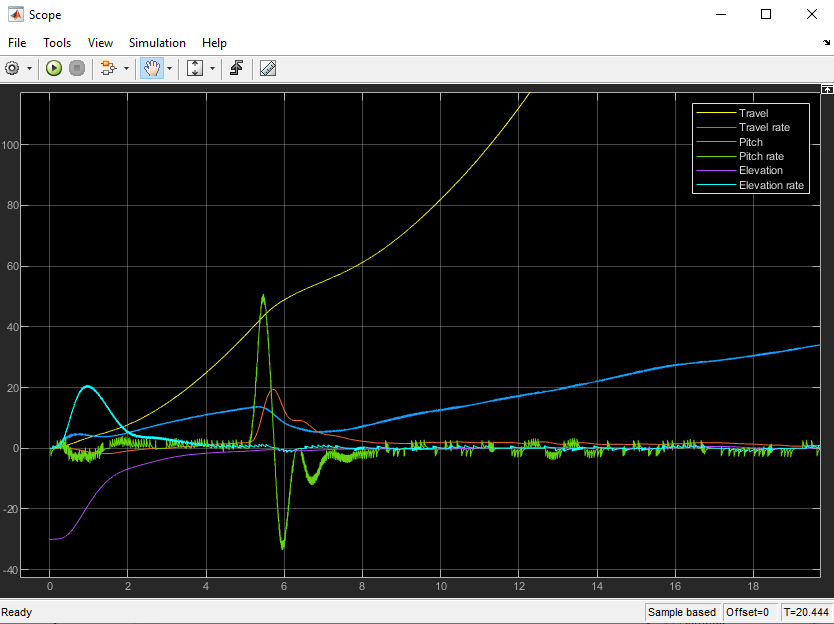 Scope
File Tools View Simulation Help
Travel
Travel rate
Pitch
Pitch rate
Elevation
Elevation rate
100
80
60
40
20
0
-20
-40
0 2 4 6 8 10 12 14 16 18
Ready Sample based Offset=0 T=20.444